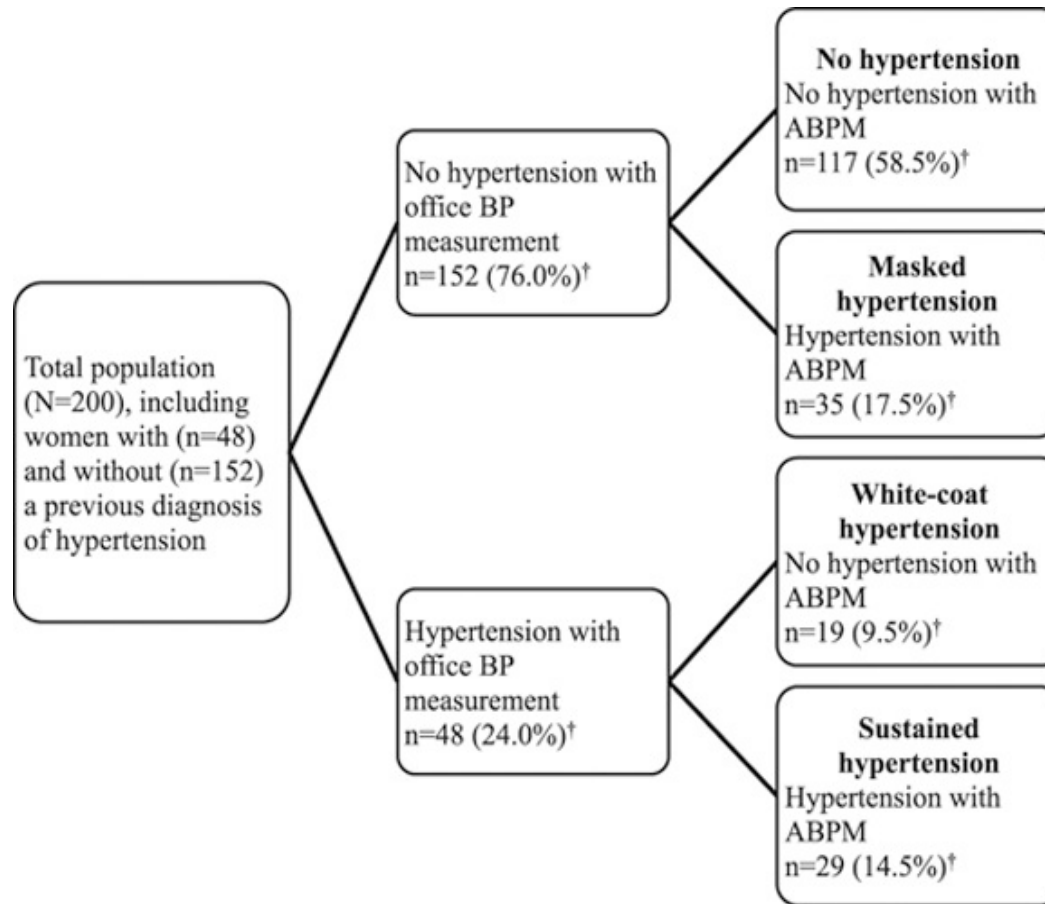 Total population
(N=200), including
women with (n=48)
and without (n=152)
a previous diagnosis
of hypertension
No hypertension with
office BP
measurement
n=152 (76.0%)†
Hypertension with
office BP
measurement
n=48 (24.0%)†
No hypertension
No hypertension with
ABPM
n=117 (58.5%)†
Masked
hypertension
Hypertension with
ABPM
n=35 (17.5%)†
White-coat
hypertension
No hypertension with
ABPM
n=19 (9.5%)†
Sustained
hypertension
Hypertension with
ABPM
n=29 (14.5%)†